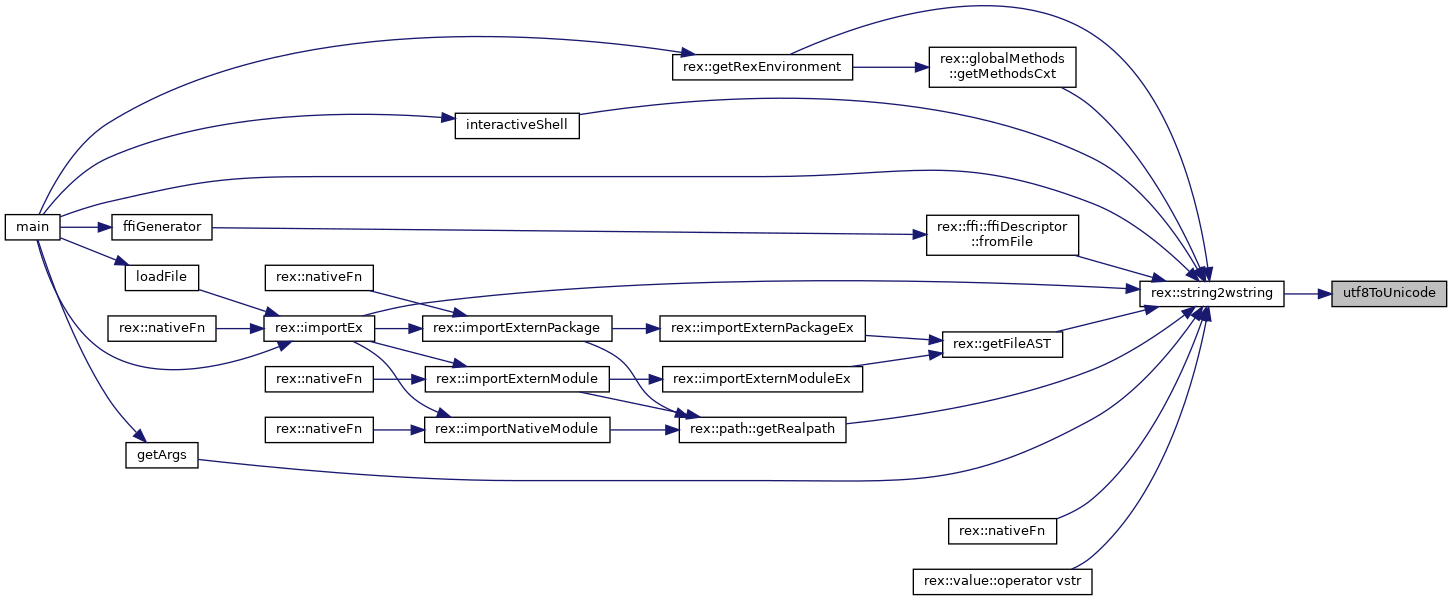 rex::getRexEnvironment
rex::globalMethods
::getMethodsCxt
interactiveShell
main
ffiGenerator
rex::ffi::ffiDescriptor
::fromFile
loadFile
rex::nativeFn
rex::string2wstring
utf8ToUnicode
rex::nativeFn
rex::importEx
rex::importExternPackage
rex::importExternPackageEx
rex::getFileAST
rex::nativeFn
rex::importExternModule
rex::importExternModuleEx
rex::nativeFn
rex::importNativeModule
rex::path::getRealpath
getArgs
rex::nativeFn
rex::value::operator vstr